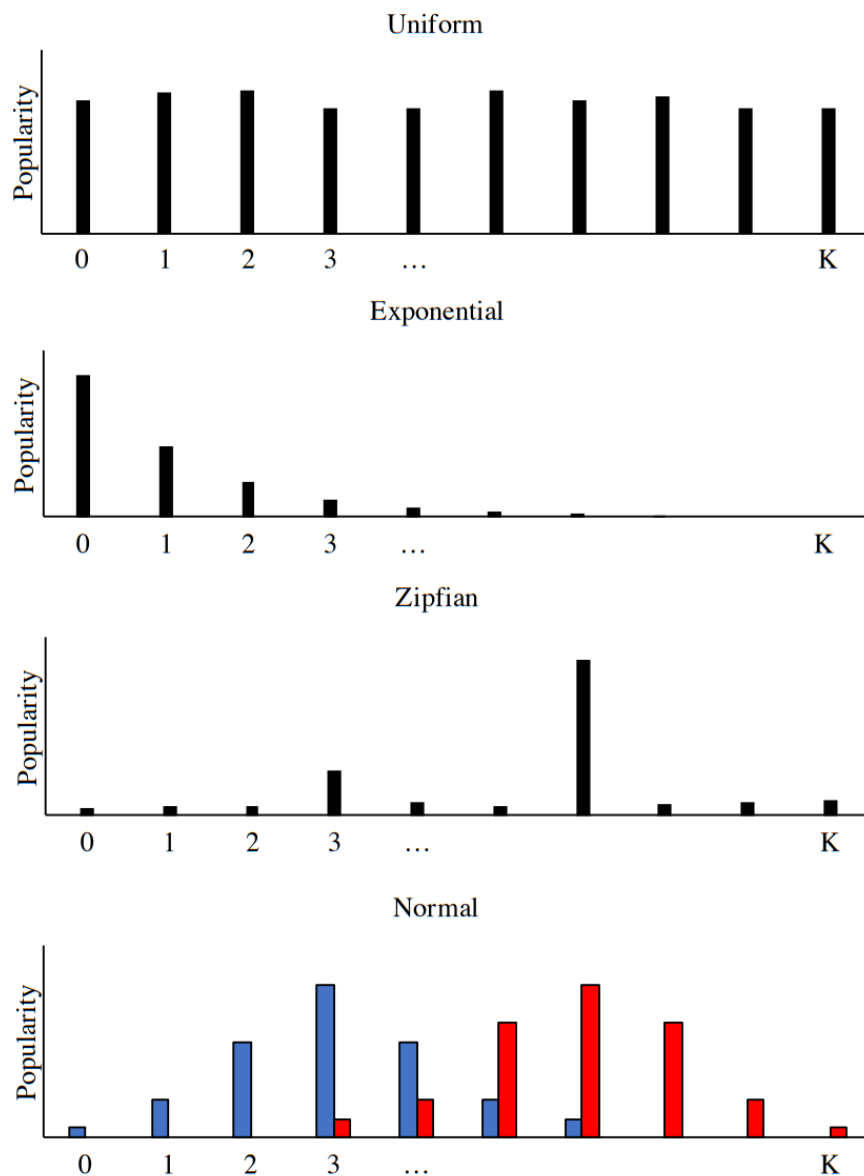 Uniform
Popularity
0 1 2 3 … K
Exponential
Popularity
0 1 2 3 … K
Zipfian
Popularity
0 1 2 3 … K
Normal
Popularity
0 1 2 3 … K